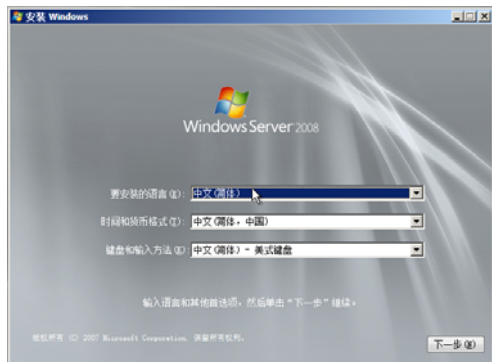 安装 Windows
Windows Server 2008
要安装的语言(E): 中文(简体)
时间和货币格式(T): 中文(简体，中国)
键盘和输入方法(K): 中文(简体) - 美式键盘
输入语言和其他首选项，然后单击“下一步”继续。
版权所有 (C) 2007 Microsoft Corporation. 保留所有权利。
下一步(N)